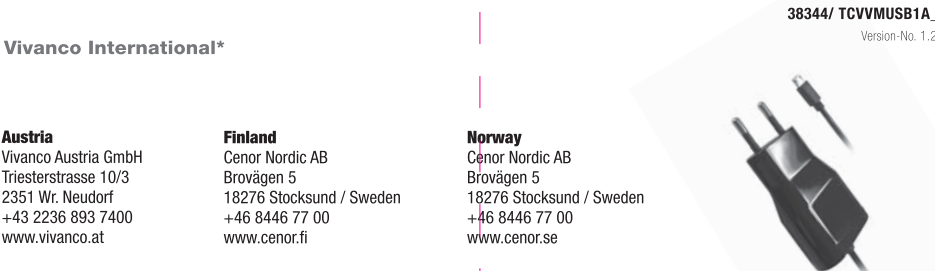 38344/ TCVVMUSB1A_
Version-No. 1.2
Vivanco International*
Austria
Vivanco Austria GmbH
Triesterstrasse 10/3
2351 Wr. Neudorf
+43 2236 893 7400
www.vivanco.at
Finland
Cenor Nordic AB
Brovägen 5
18276 Stocksund / Sweden
+46 8446 77 00
www.cenor.fi
Norway
Cenor Nordic AB
Brovägen 5
18276 Stocksund / Sweden
+46 8446 77 00
www.cenor.se